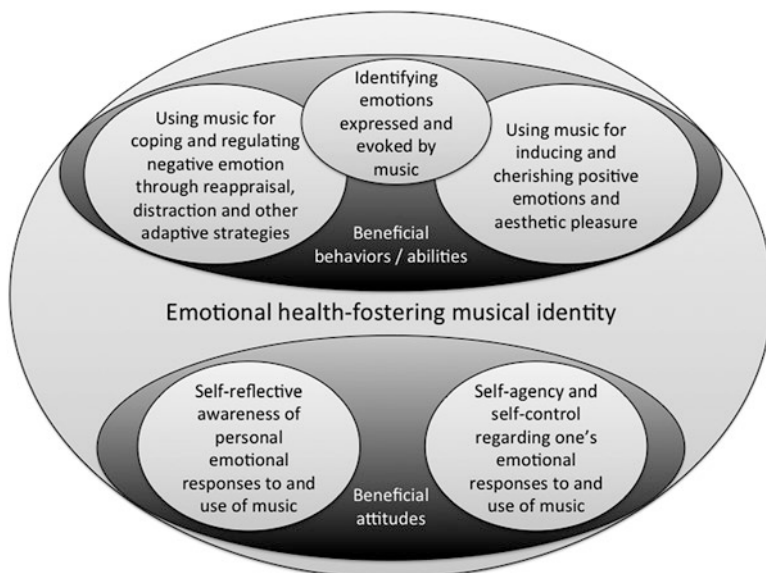 Identifying
emotions
expressed and
evoked by
music
Using music for
coping and regulating
negative emotion
through reappraisal,
distraction and other
adaptive strategies
Using music for
inducing and
cherishing positive
emotions and
aesthetic pleasure
Beneficial
behaviors / abilities
Emotional health-fostering musical identity
Self-reflective
awareness of
personal
emotional
responses to and
use of music
Self-agency and
self-control
regarding one's
emotional
responses to and
use of music
Beneficial
attitudes